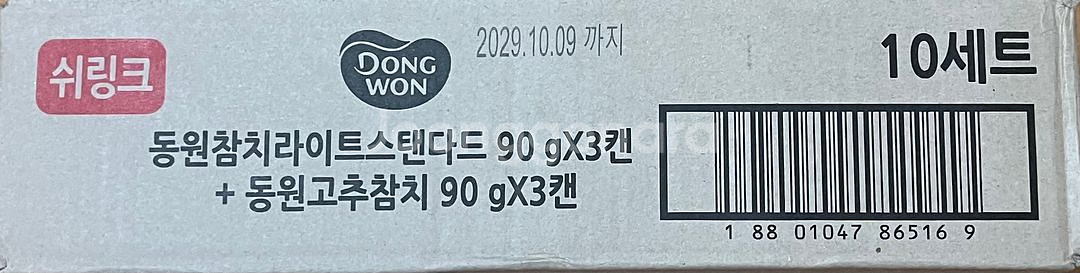 쉬링크
DONG WON
2029.10.09 까지
10세트
동원참치라이트스탠다드 90 gX3캔
+ 동원고추참치 90 gX3캔
1 88 01047 86516 9